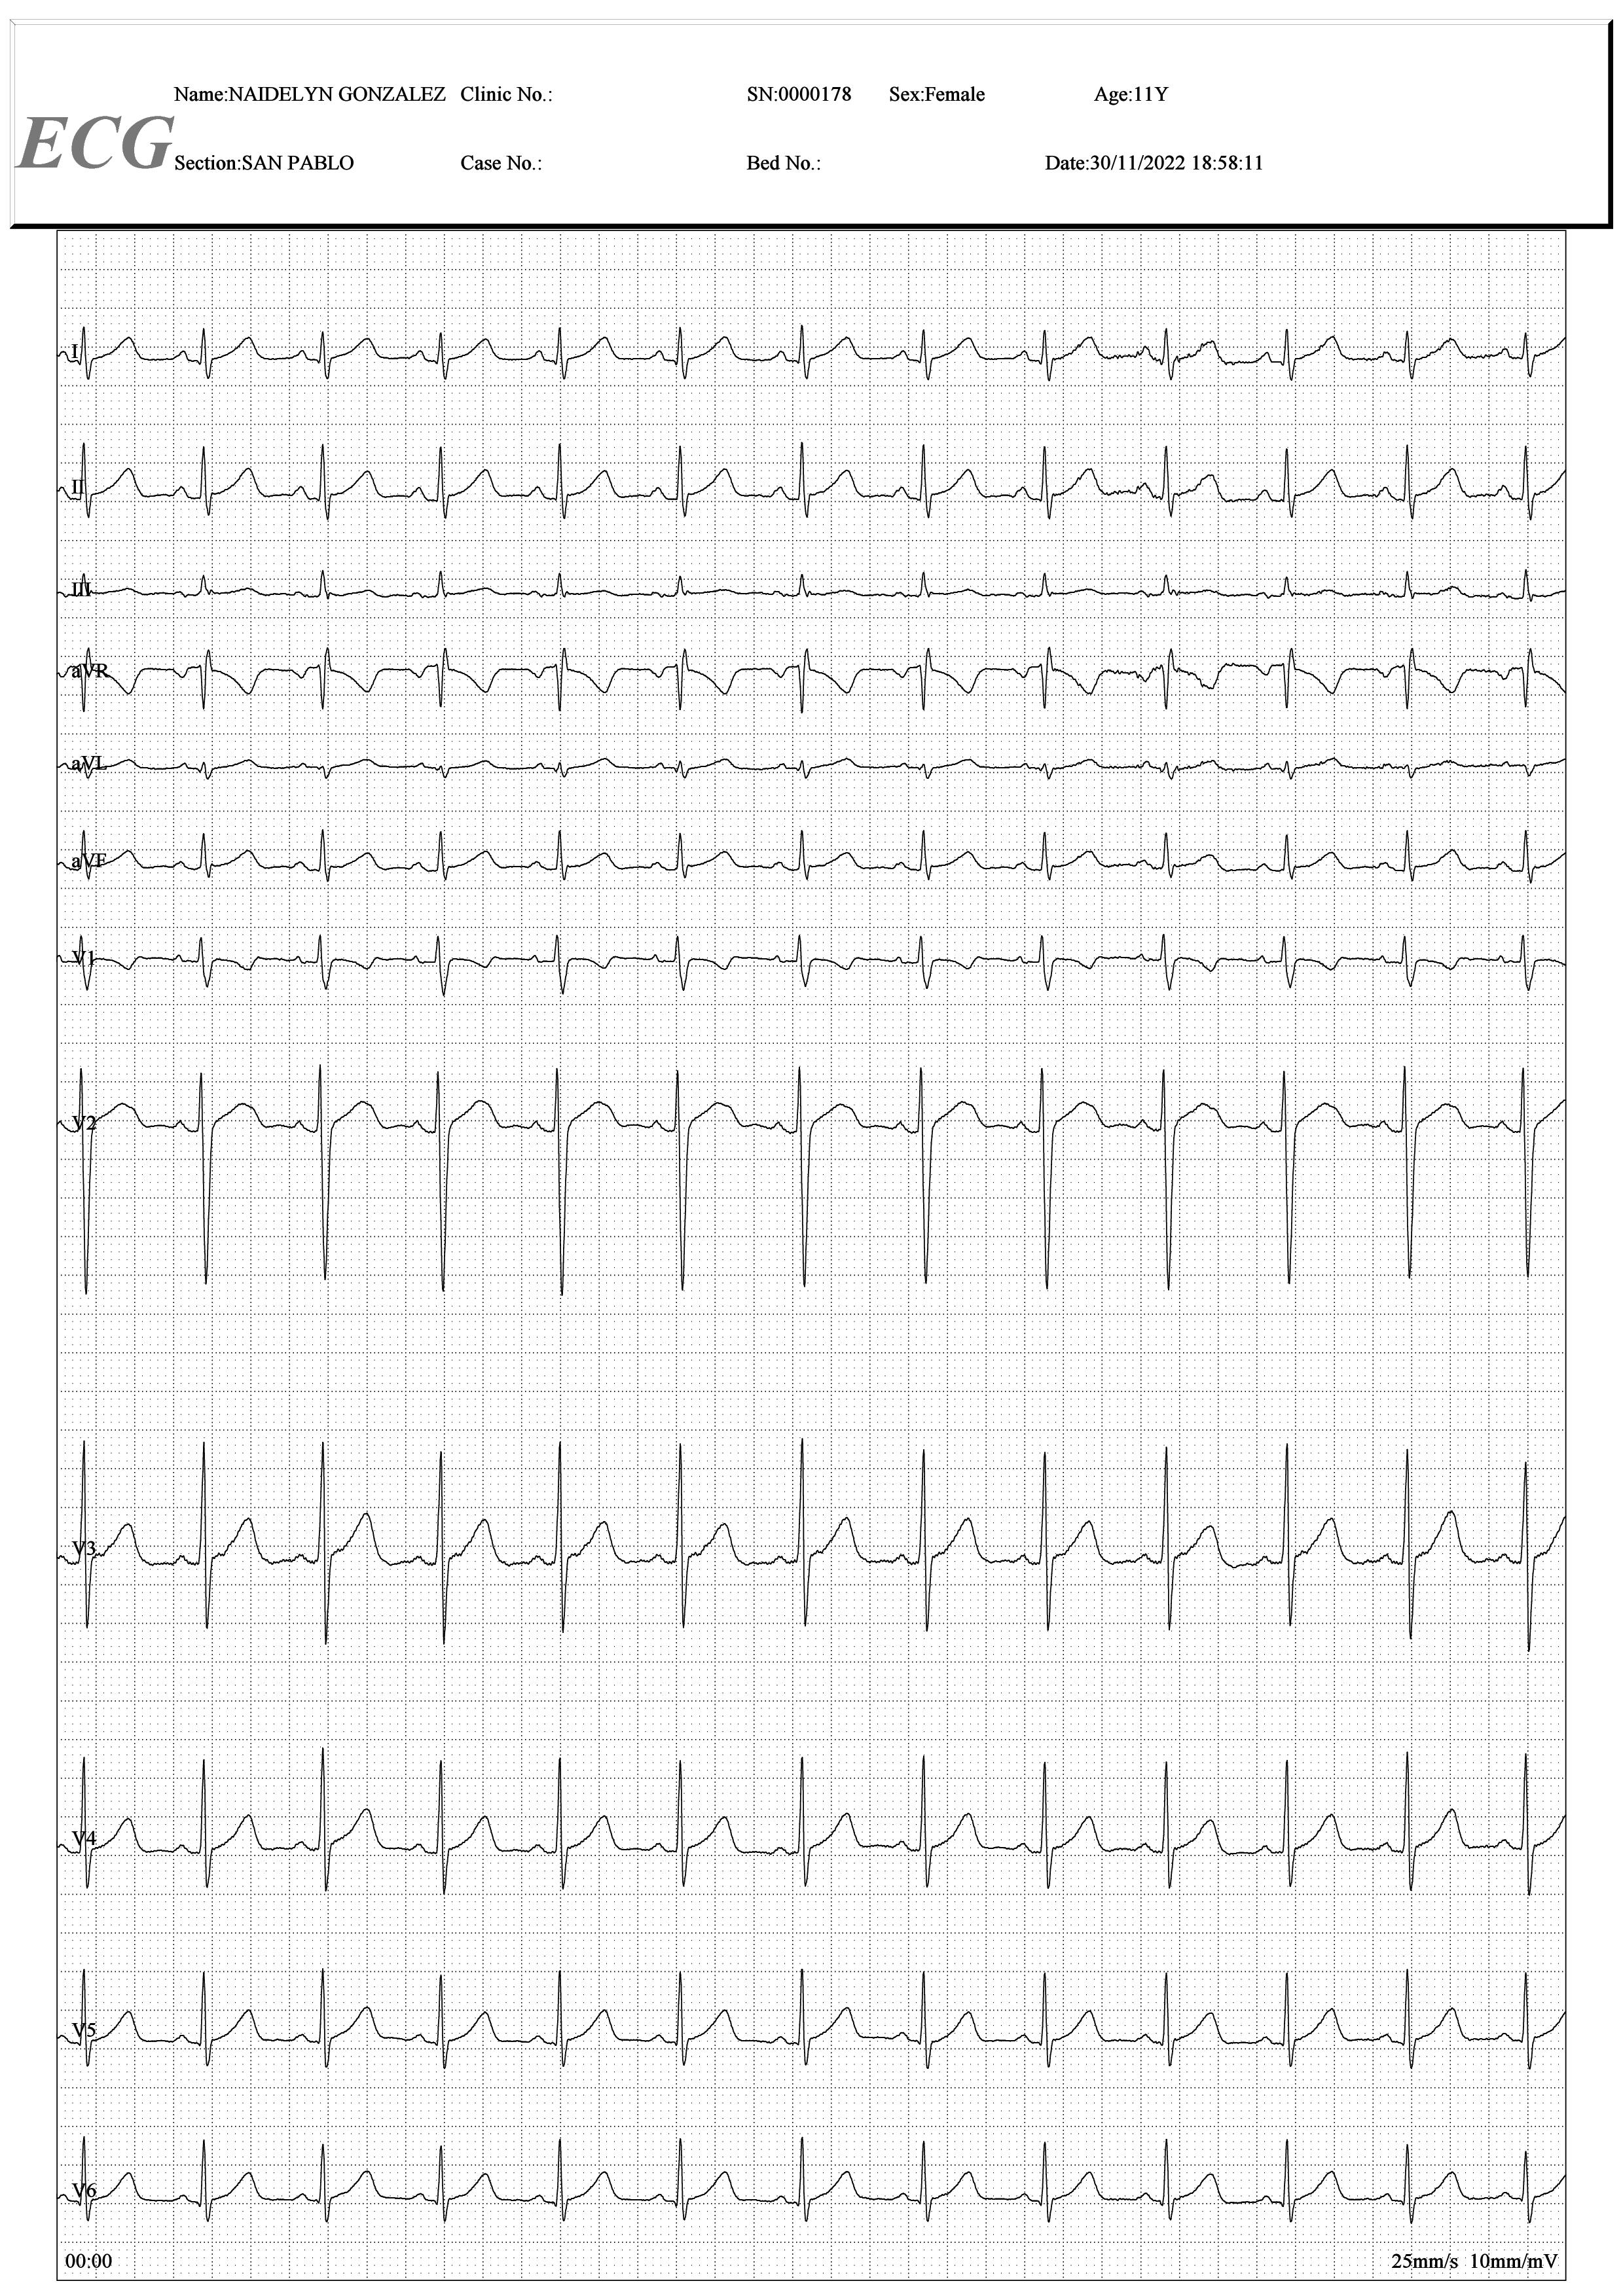 Name:NAIDELYN GONZALEZ Clinic No.: SN:0000178 Sex:Female Age:11Y
ECG
Section:SAN PABLO Case No.: Bed No.: Date:30/11/2022 18:58:11
I
II
III
aVR
aVL
aVF
V1
V2
V3
V4
V5
V6
00:00 25mm/s 10mm/mV